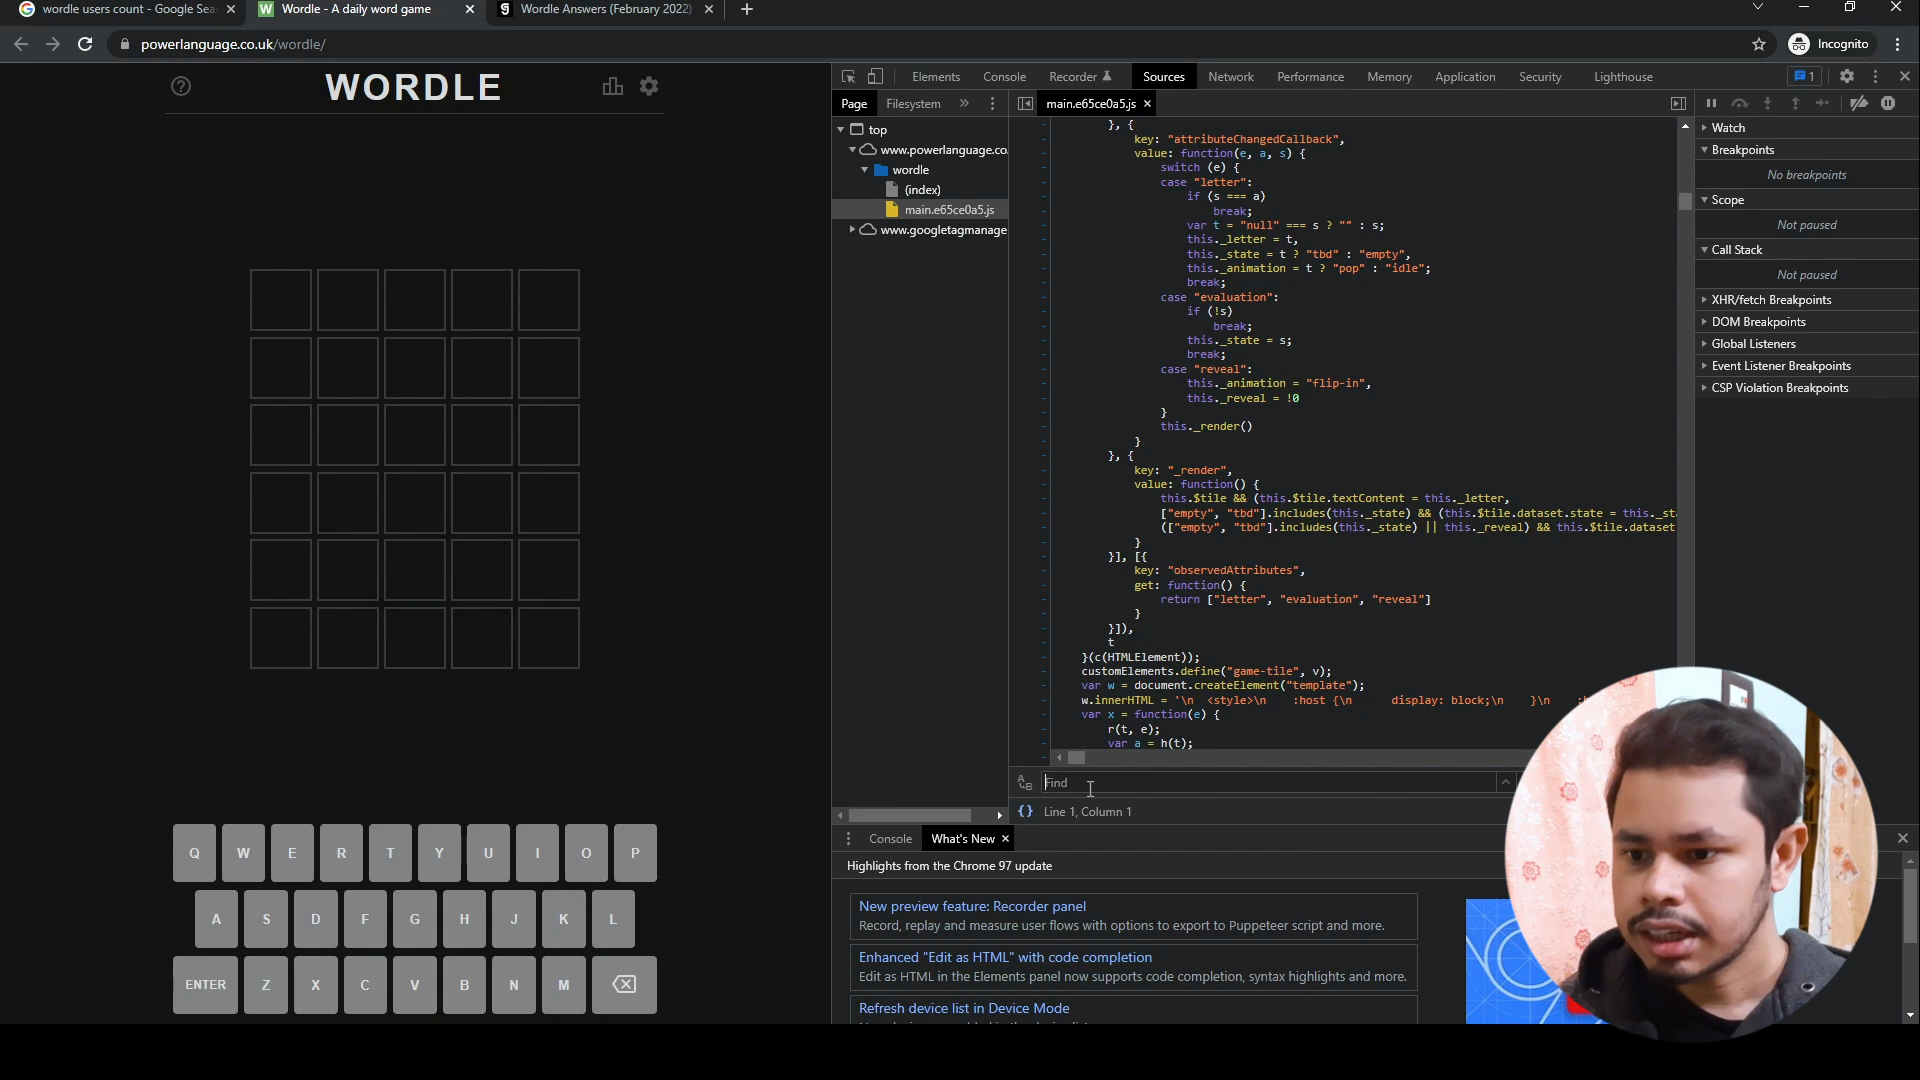 wordle users count - Google Sea
Wordle - A daily word game
Wordle Answers (February 2022)
powerlanguage.co.uk/wordle/
Incognito
WORDLE
Q W E R T Y U I O P
A S D F G H J K L
ENTER Z X C V B N M
Elements Console Recorder Sources Network Performance Memory Application Security Lighthouse 1
Page Filesystem
top
www.powerlanguage.co.
wordle
(index)
main.e65ce0a5.js
www.googletagmanage
main.e65ce0a5.js
}, {
key: "attributeChangedCallback",
value: function(e, a, s) {
switch (e) {
case "letter":
if (s === a)
break;
var t = "null" === s ? "" : s;
this._letter = t,
this._state = t ? "tbd" : "empty",
this._animation = t ? "pop" : "idle";
break;
case "evaluation":
if (!s)
break;
this._state = s;
break;
case "reveal":
this._animation = "flip-in",
this._reveal = !0
}
this._render()
}
}, {
key: "_render",
value: function() {
this.$tile && (this.$tile.textContent = this._letter,
["empty", "tbd"].includes(this._state) && (this.$tile.dataset.state = this._st
(["empty", "tbd"].includes(this._state) || this._reveal) && this.$tile.dataset
}
}], [{
key: "observedAttributes",
get: function() {
return ["letter", "evaluation", "reveal"]
}
}]),
t
}(c(HTMLElement));
customElements.define("game-tile", v);
var w = document.createElement("template");
w.innerHTML = '\n <style>\n :host {\n display: block;\n }\n
var x = function(e) {
r(t, e);
var a = h(t);
Find
{} Line 1, Column 1
Watch
Breakpoints
No breakpoints
Scope
Not paused
Call Stack
Not paused
XHR/fetch Breakpoints
DOM Breakpoints
Global Listeners
Event Listener Breakpoints
CSP Violation Breakpoints
Console What's New
Highlights from the Chrome 97 update
New preview feature: Recorder panel
Record, replay and measure user flows with options to export to Puppeteer script and more.
Enhanced "Edit as HTML" with code completion
Edit as HTML in the Elements panel now supports code completion, syntax highlights and more.
Refresh device list in Device Mode